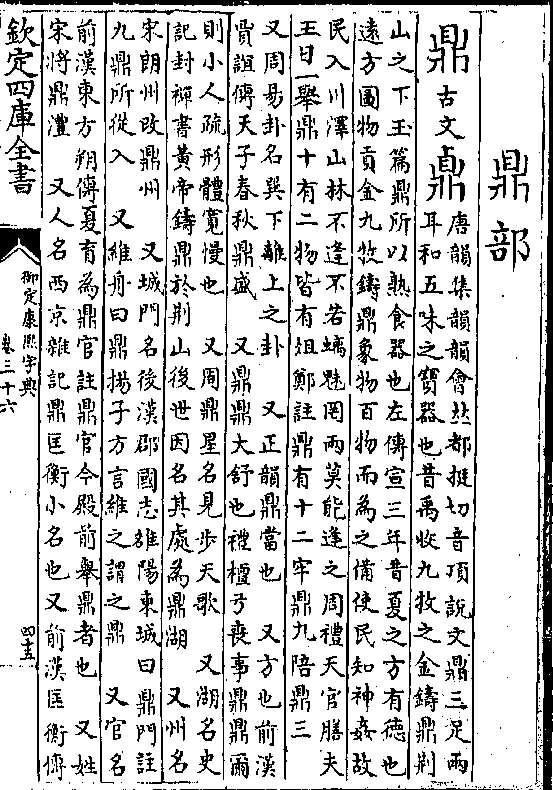 鼎部
鼎 古文
唐韻集韻韻會𠀤都挺切音頂說文鼎三足兩
耳和五味之寶器也昔禹收九牧之金鑄鼎荆
山之下玉篇鼎所以熟食器也左傳宣三年昔夏之方有德也
遠方圖物貢金九牧鑄鼎象物百物而為之備使民知神姦故
民入川澤山林不逢不若螭魅罔兩莫能逢之周禮天官膳夫
王日一舉鼎十有二物皆有俎鄭註鼎有十二牢鼎九陪鼎三
又周易卦名巽下離上之卦　又正韻鼎當也　又方也前漢
賈誼傳天子春秋鼎盛　又鼎鼎大舒也禮檀弓喪事鼎鼎爾
則小人疏形體寬慢也　又周鼎星名見步天歌　又湖名史
記封禪書黃帝鑄鼎於荆山後世因名其處為鼎湖　又州名
宋朗州改鼎州　又城門名後漢郡國志雒陽東城曰鼎門註
九鼎所從入　又維舟曰鼎揚子方言維之謂之鼎　又官名
前漢東方朔傳夏育為鼎官註鼎官今殿前舉鼎者也　又姓
宋將鼎澧　又人名西京雜記鼎匡衡小名也又前漢匡衡傳
欽定四庫全書
御定康熙字典
卷三十六
四五